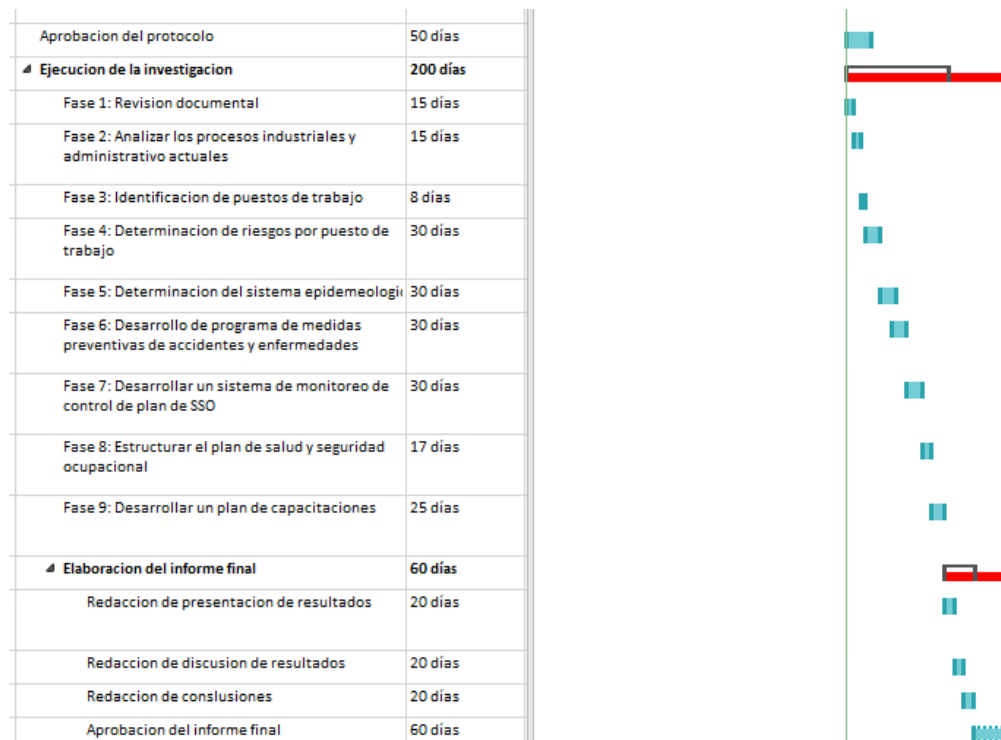 Aprobacion del protocolo 50 días
Ejecucion de la investigacion 200 días
Fase 1: Revision documental 15 días
Fase 2: Analizar los procesos industriales y 15 días
administrativo actuales
Fase 3: Identificacion de puestos de trabajo 8 días
Fase 4: Determinacion de riesgos por puesto de 30 días
trabajo
Fase 5: Determinacion del sistema epidemeologic 30 días
Fase 6: Desarrollo de programa de medidas 30 días
preventivas de accidentes y enfermedades
Fase 7: Desarrollar un sistema de monitoreo de 30 días
control de plan de SSO
Fase 8: Estructurar el plan de salud y seguridad 17 días
ocupacional
Fase 9: Desarrollar un plan de capacitaciones 25 días
Elaboracion del informe final 60 días
Redaccion de presentacion de resultados 20 días
Redaccion de discusion de resultados 20 días
Redaccion de conslusiones 20 días
Aprobacion del informe final 60 días